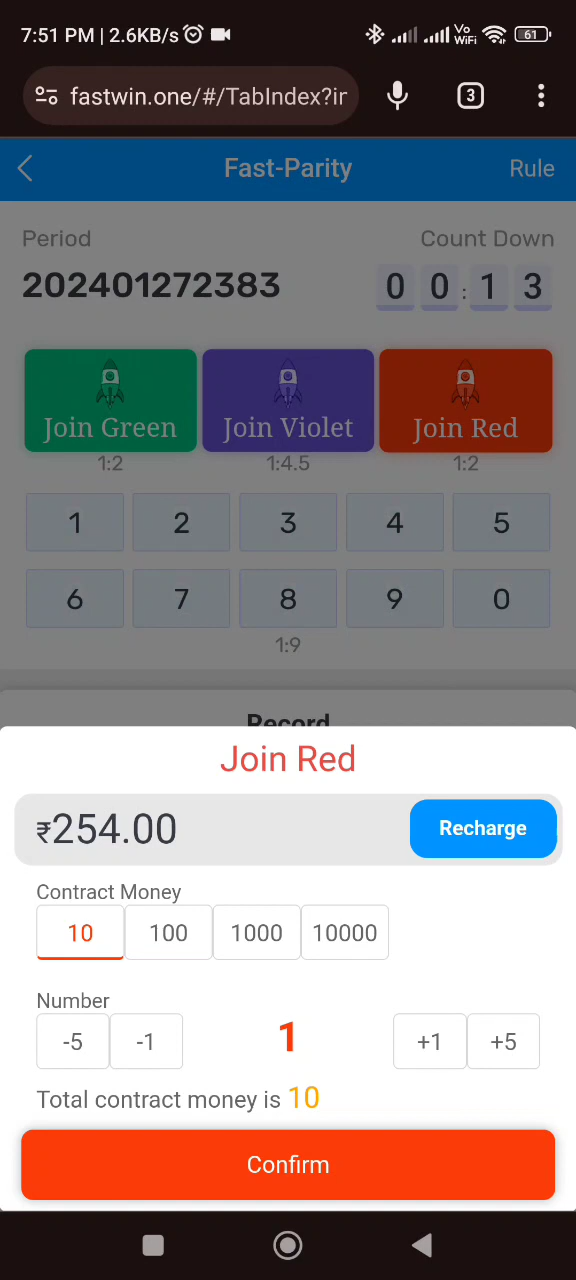 7:51 PM | 2.6KB/s Vo WiFi 61
fastwin.one/#/TabIndex?ir 3
Fast-Parity Rule
Period Count Down
202401272383 0 0 : 1 3
Join Green Join Violet Join Red
1:2 1:4.5 1:2
1 2 3 4 5
6 7 8 9 0
1:9
Record
Join Red
₹254.00 Recharge
Contract Money
10 100 1000 10000
Number
-5 -1 1 +1 +5
Total contract money is 10
Confirm